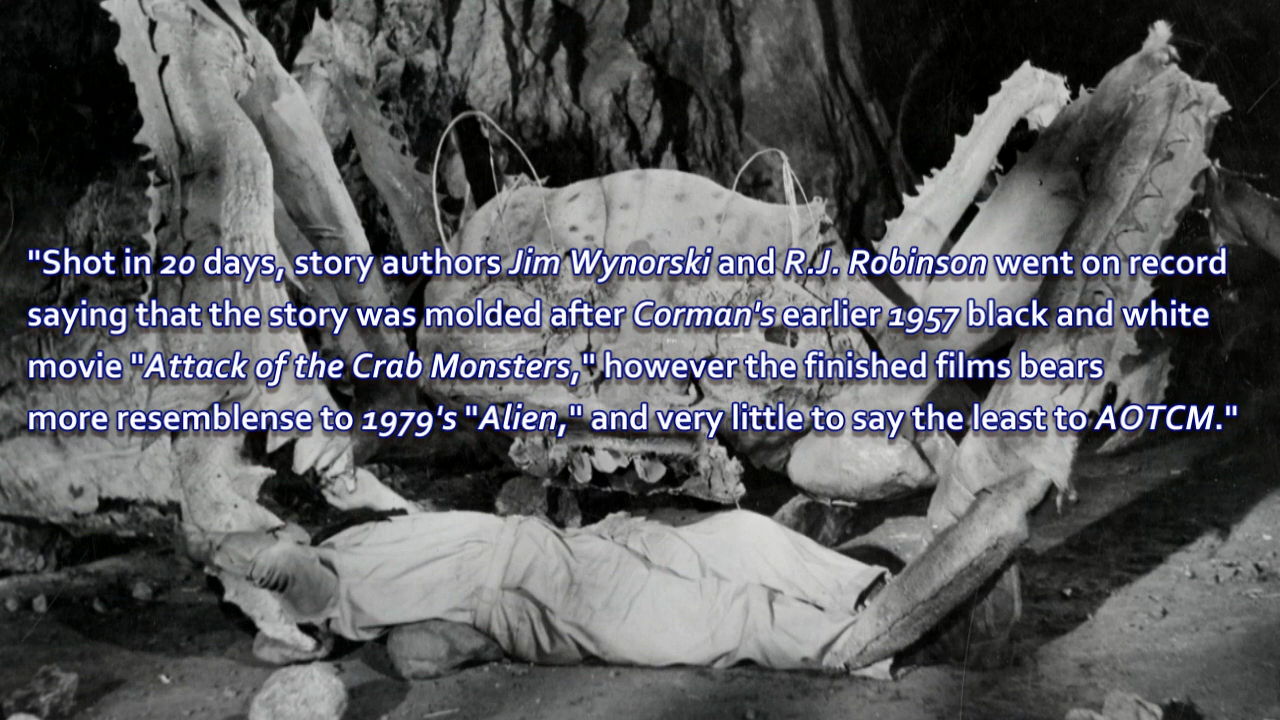 "Shot in 20 days, story authors Jim Wynorski and R.J. Robinson went on record
saying that the story was molded after Corman's earlier 1957 black and white
movie "Attack of the Crab Monsters," however the finished films bears
more resemblense to 1979's "Alien," and very little to say the least to AOTCM."